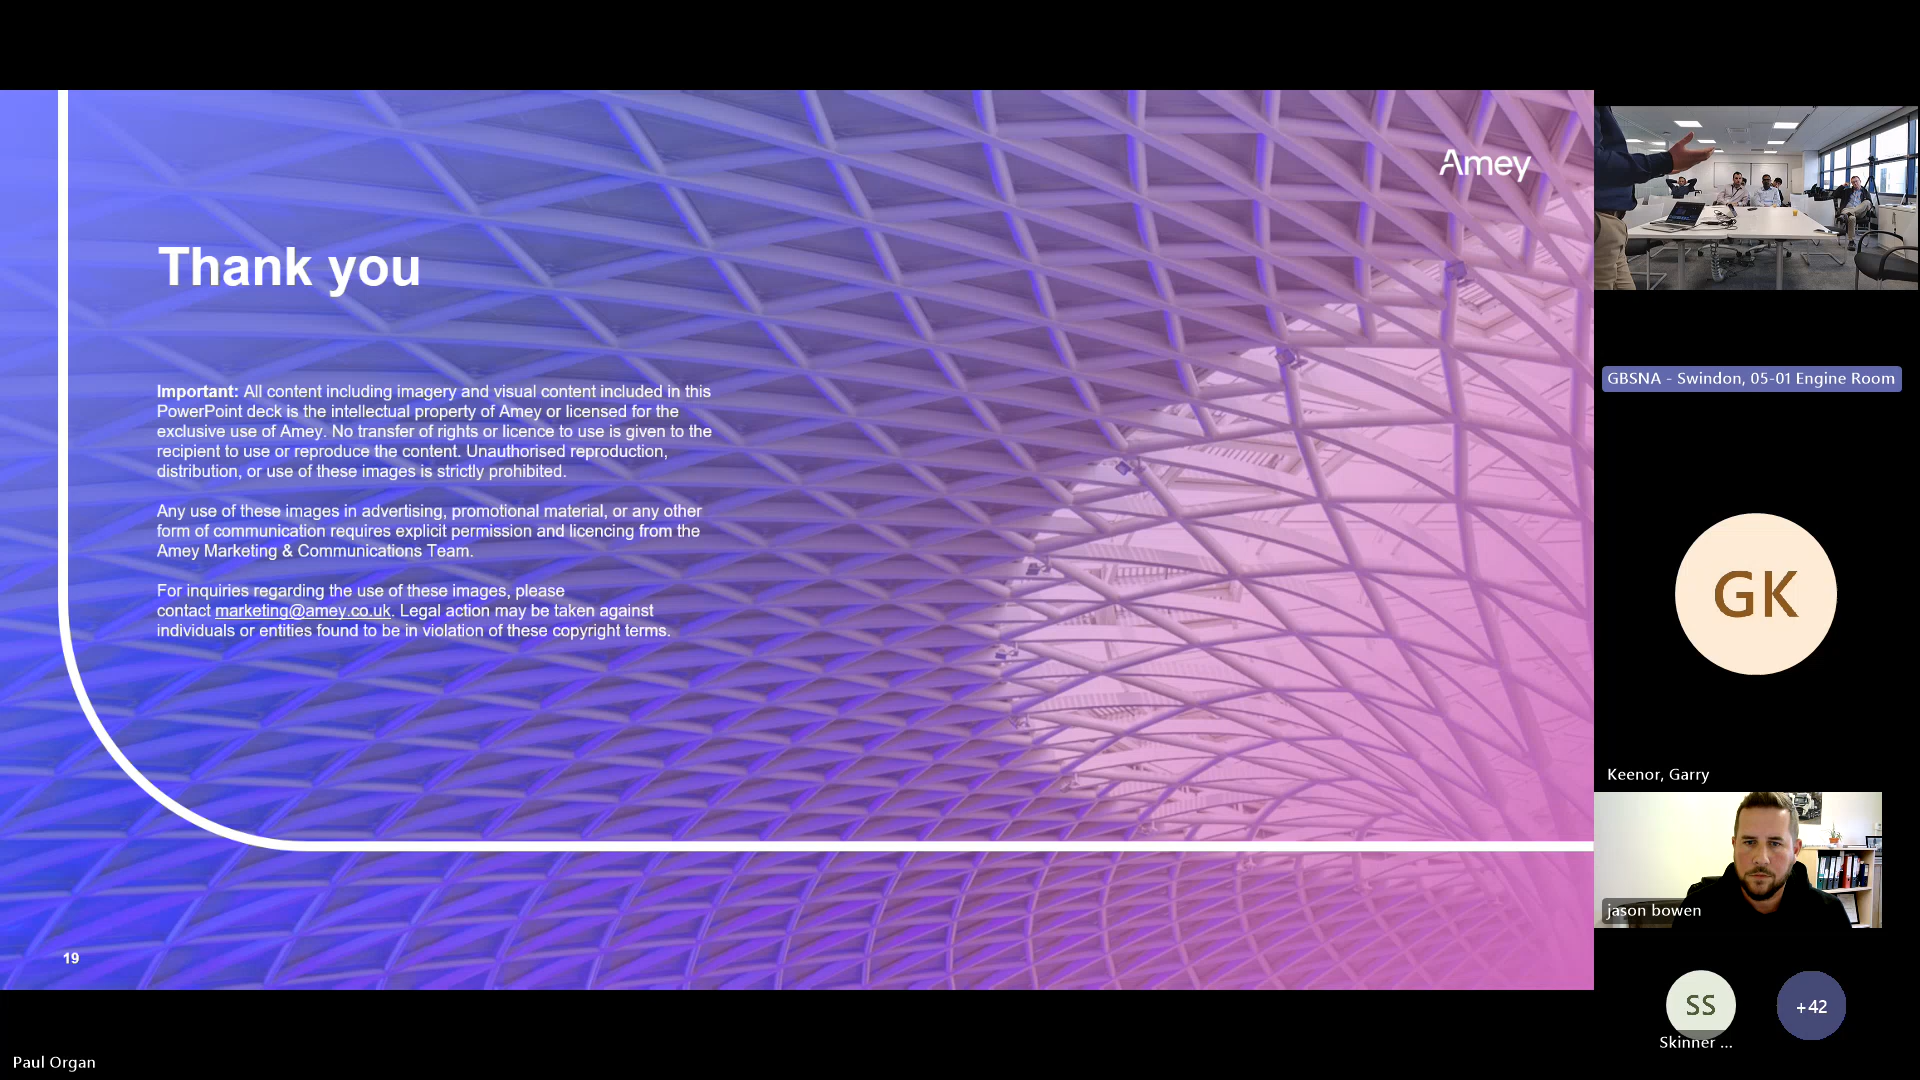 Amey
Thank you
Important: All content including imagery and visual content included in this
PowerPoint deck is the intellectual property of Amey or licensed for the
exclusive use of Amey. No transfer of rights or licence to use is given to the
recipient to use or reproduce the content. Unauthorised reproduction,
distribution, or use of these images is strictly prohibited.
Any use of these images in advertising, promotional material, or any other
form of communication requires explicit permission and licencing from the
Amey Marketing & Communications Team.
For inquiries regarding the use of these images, please
contact marketing@amey.co.uk. Legal action may be taken against
individuals or entities found to be in violation of these copyright terms.
19
Paul Organ
GBSNA - Swindon, 05-01 Engine Room
GK
Keenor, Garry
jason bowen
SS
Skinner ...
+42